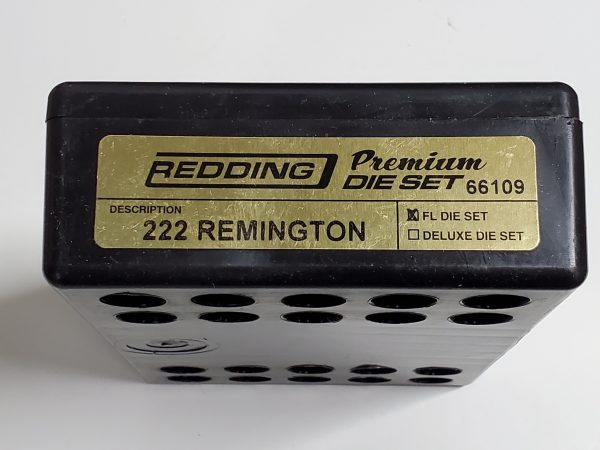 REDDING Premium
DIE SET 66109
DESCRIPTION
222 REMINGTON
☒ FL DIE SET
☐ DELUXE DIE SET